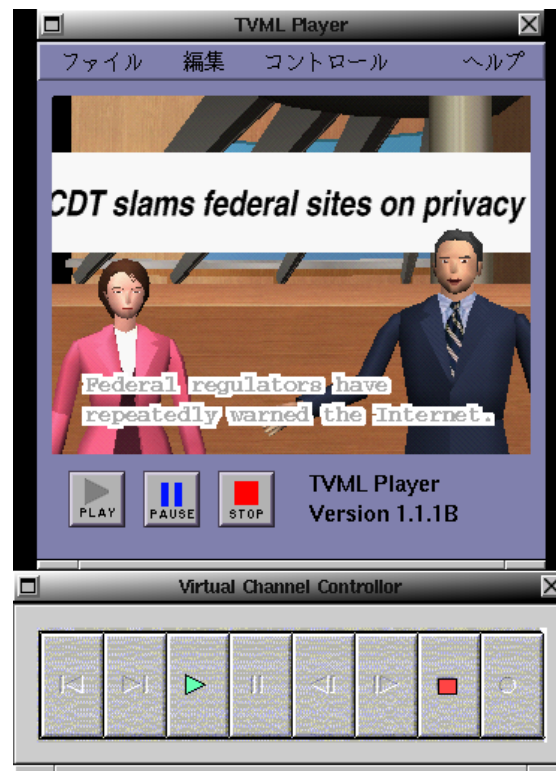 TVML Player
ファイル 編集 コントロール ヘルプ
CDT slams federal sites on privacy
Federal regulators have
repeatedly warned the Internet.
PLAY PAUSE STOP
TVML Player
Version 1.1.1B
Virtual Channel Controllor